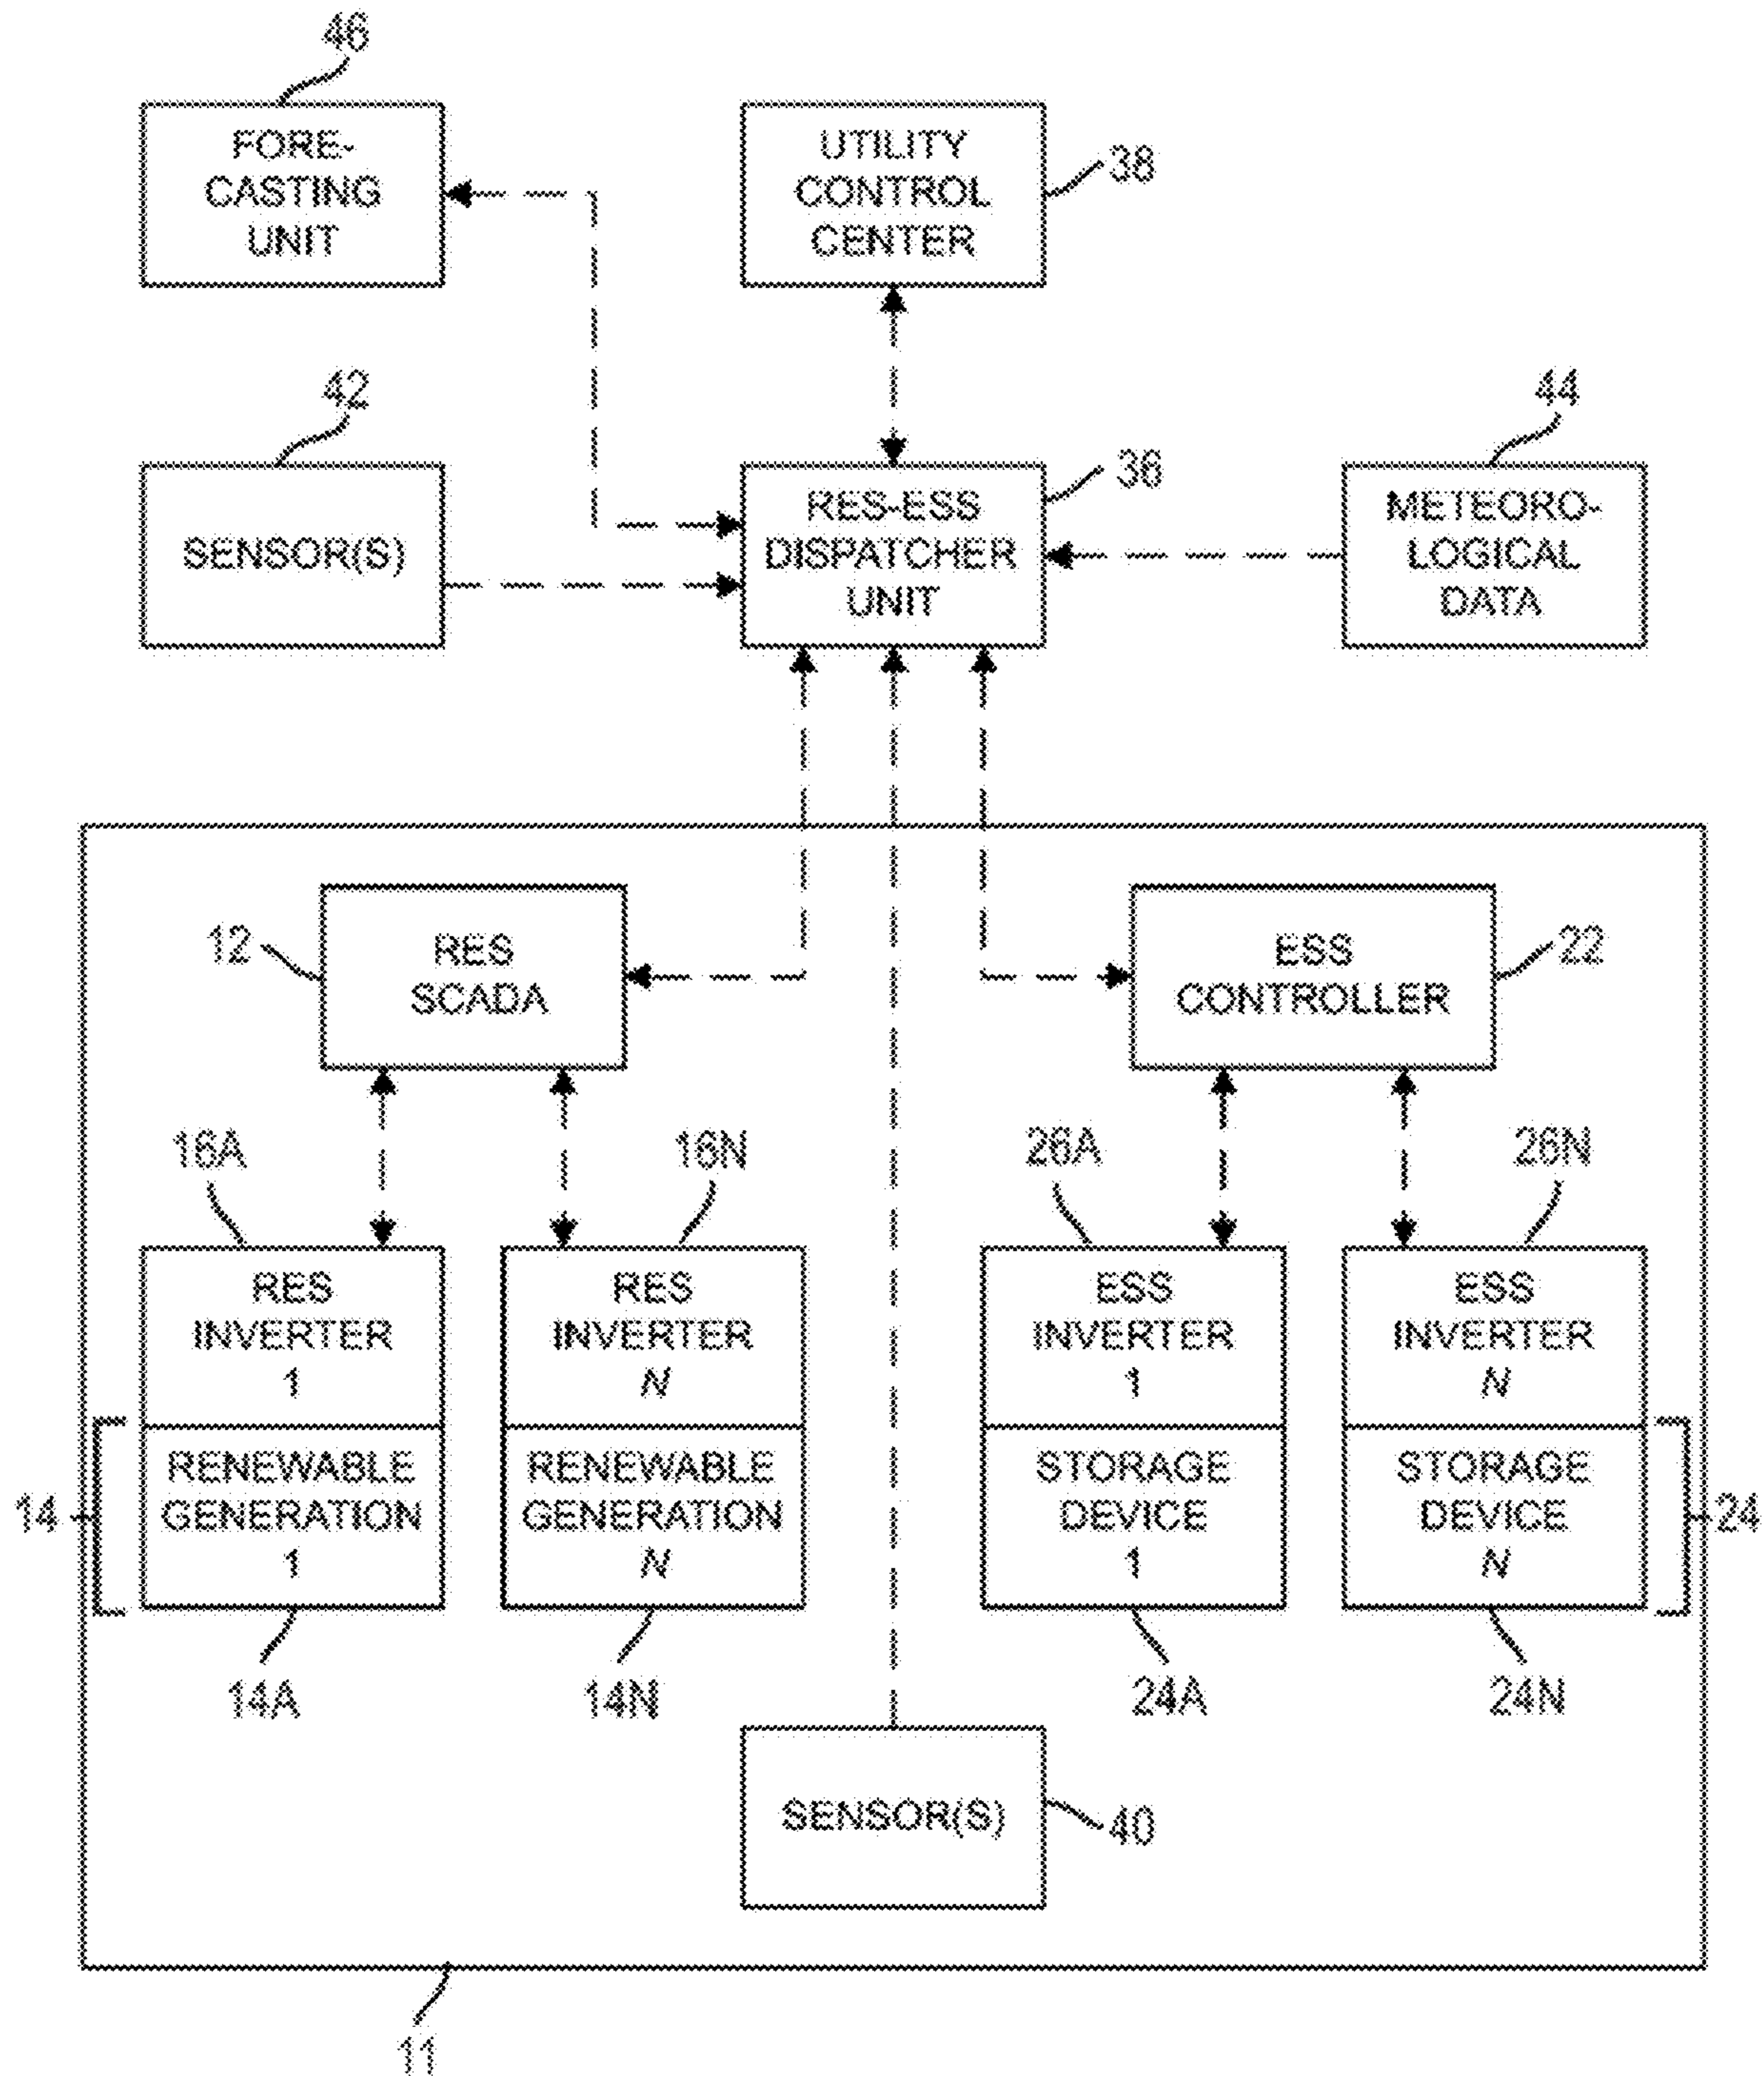 46
FORE-
CASTING
UNIT
UTILITY
CONTROL
CENTER
38
42
SENSOR(S)
36
RES-ESS
DISPATCHER
UNIT
44
METEORO-
LOGICAL
DATA
12
RES
SCADA
ESS
CONTROLLER
22
16A
16N
26A
26N
RES
INVERTER
1
RES
INVERTER
N
ESS
INVERTER
1
ESS
INVERTER
N
14
RENEWABLE
GENERATION
1
RENEWABLE
GENERATION
N
STORAGE
DEVICE
1
STORAGE
DEVICE
N
24
14A
14N
24A
24N
SENSOR(S)
40
11